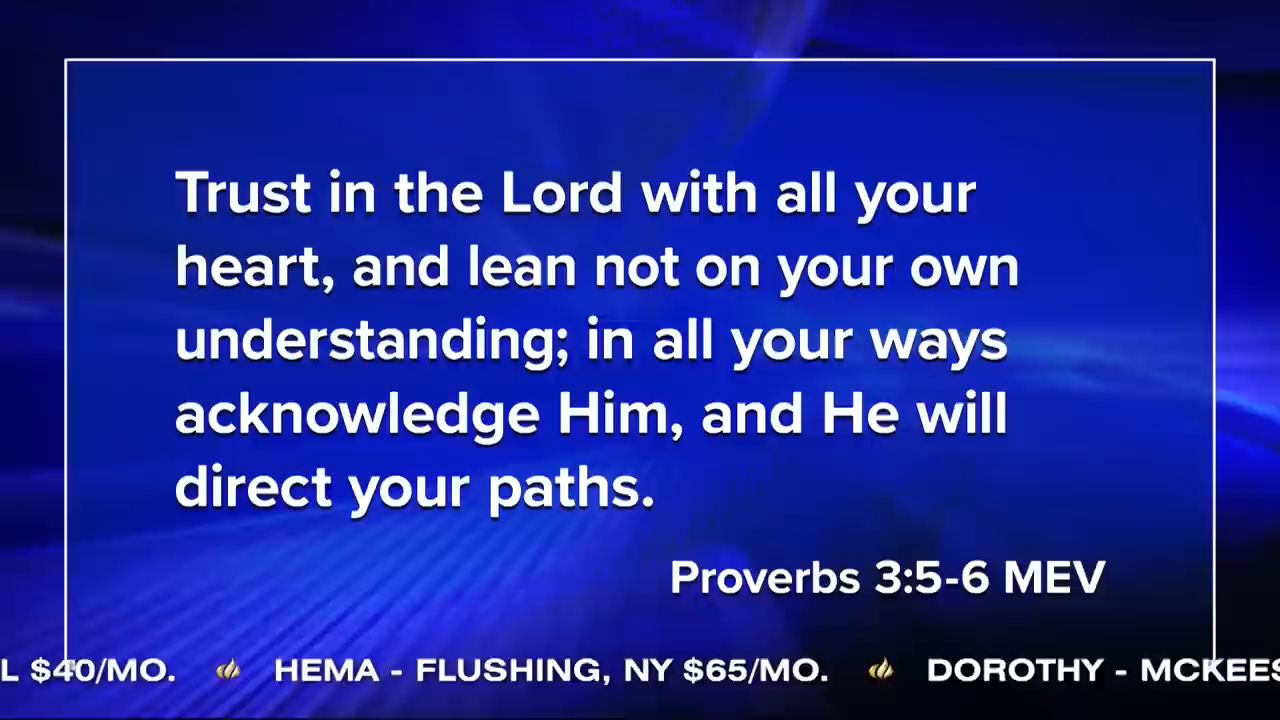 Trust in the Lord with all your
heart, and lean not on your own
understanding; in all your ways
acknowledge Him, and He will
direct your paths.
Proverbs 3:5-6 MEV
L $40/MO. HEMA - FLUSHING, NY $65/MO. DOROTHY - MCKEES